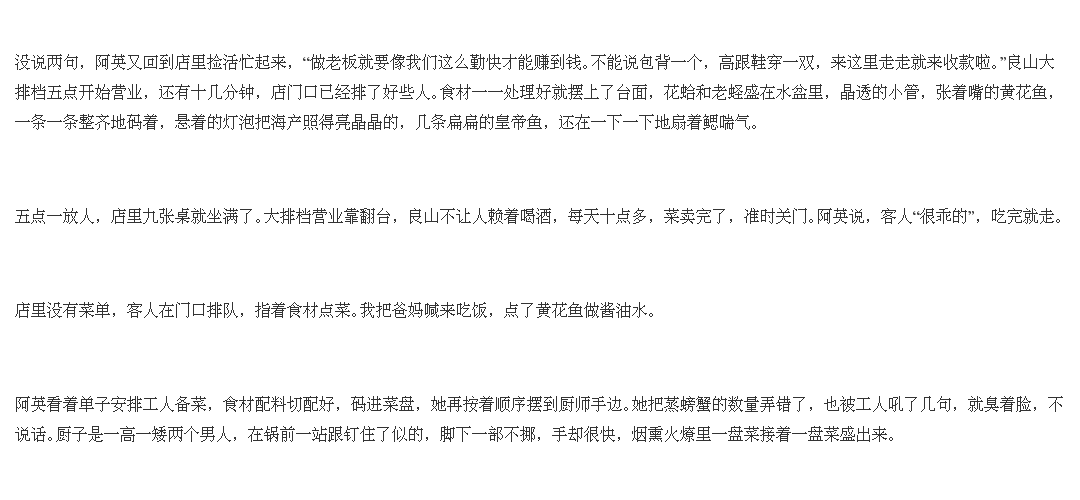 没说两句，阿英又回到店里捡活忙起来，“做老板就要像我们这么勤快才能赚到钱。不能说包背一个，高跟鞋穿一双，来这里走走就来收款啦。”良山大
排档五点开始营业，还有十几分钟，店门口已经排了好些人。食材一一处理好就摆上了台面，花蛤和老蛏盛在水盆里，晶透的小管，张着嘴的黄花鱼，
一条一条整齐地码着，悬着的灯泡把海产照得亮晶晶的，几条扁扁的皇帝鱼，还在一下一下地扇着鳃喘气。
五点一放人，店里九张桌就坐满了。大排档营业靠翻台，良山不让人赖着喝酒，每天十点多，菜卖完了，准时关门。阿英说，客人“很乖的”，吃完就走。
店里没有菜单，客人在门口排队，指着食材点菜。我把爸妈喊来吃饭，点了黄花鱼做酱油水。
阿英看着单子安排工人备菜，食材配料切配好，码进菜盘，她再按着顺序摆到厨师手边。她把蒸螃蟹的数量弄错了，也被工人吼了几句，就臭着脸，不
说话。厨子是一高一矮两个男人，在锅前一站跟钉住了似的，脚下一部不挪，手却很快，烟熏火燎里一盘菜接着一盘菜盛出来。